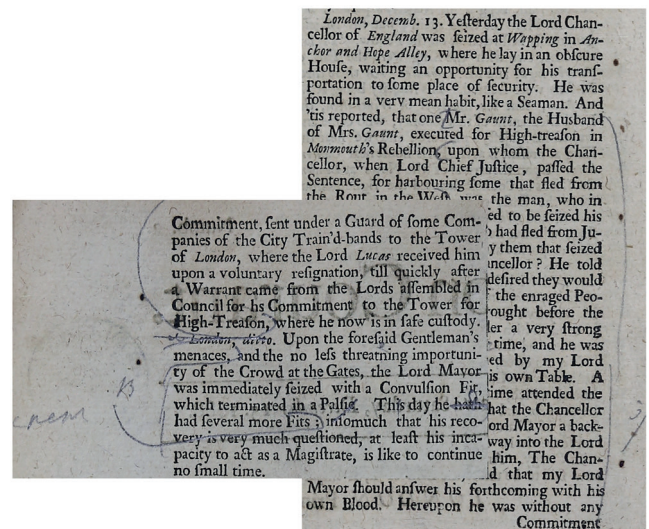 London, Decemb. 13. Yeſterday the Lord Chan-
cellor of England was ſeized at Wapping in An-
chor and Hope Alley, where he lay in an obſcure
Houſe, waiting an opportunity for his tranſ-
portation to ſome place of ſecurity. He was
found in a very mean habit, like a Seaman. And
'tis reported, that one Mr. Gaunt, the Husband
of Mrs. Gaunt, executed for High-treaſon in
Monmouth's Rebellion, upon whom the Chan-
cellor, when Lord Chief Juſtice, paſſed the
Sentence, for harbouring ſome that fled from
the Rout in the Weſt, was the man, who in
ed to be ſeized his
had fled from Ju-
y them that ſeized
ncellor? He told
deſired they would
the enraged Peo-
rought before the
er a very ſtrong
time, and he was
ed by my Lord
is own Table. A
ime attended the
hat the Chancellor
ord Mayor a back-
way into the Lord
him, The Chan-
d that my Lord
Mayor ſhould anſwer his forthcoming with his
own Blood. Hereupon he was without any
Commitment
Commitment, ſent under a Guard of ſome Com-
panies of the City Train'd-bands to the Tower
of London, where the Lord Lucas received him
upon a voluntary reſignation, till quickly after
a Warrant came from the Lords aſſembled in
Council for hs Commitment to the Tower for
High-Treaſon, where he now is in ſafe cuſtody.
London, ditto. Upon the foreſaid Gentleman's
menaces, and the no leſs threatning importuni-
ty of the Crowd at the Gates, the Lord Mayor
was immediately ſeized with a Convulſion Fit,
which terminated in a Palſie. This day he hath
had ſeveral more Fits; inſomuch that his reco-
very is very much queſtioned, at leaſt his inca-
pacity to act as a Magiſtrate, is like to continue
no ſmall time.